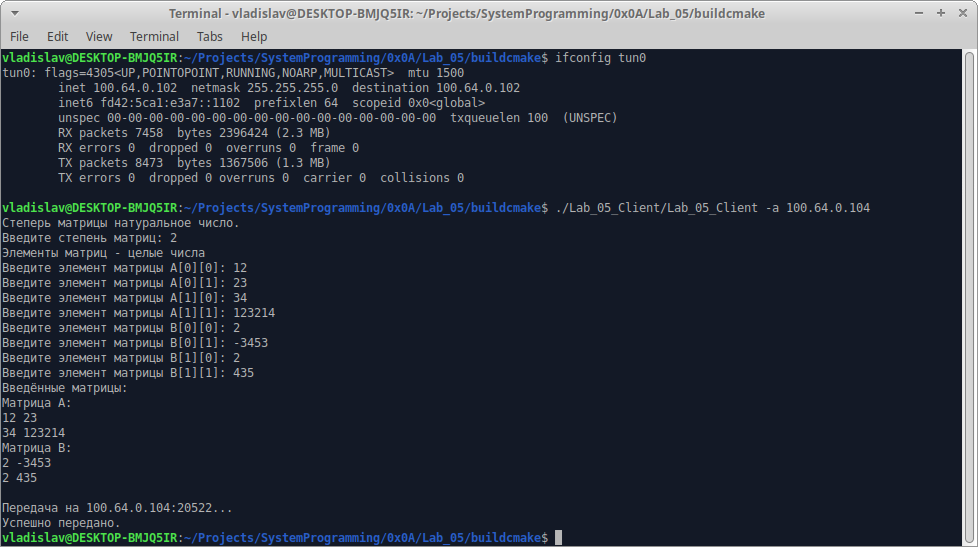 Terminal - vladislav@DESKTOP-BMJQ5IR: ~/Projects/SystemProgramming/0x0A/Lab_05/buildcmake
File Edit View Terminal Tabs Help
vladislav@DESKTOP-BMJQ5IR:~/Projects/SystemProgramming/0x0A/Lab_05/buildcmake$ ifconfig tun0
tun0: flags=4305<UP,POINTOPOINT,RUNNING,NOARP,MULTICAST>  mtu 1500
        inet 100.64.0.102  netmask 255.255.255.0  destination 100.64.0.102
        inet6 fd42:5ca1:e3a7::1102  prefixlen 64  scopeid 0x0<global>
        unspec 00-00-00-00-00-00-00-00-00-00-00-00-00-00-00-00  txqueuelen 100  (UNSPEC)
        RX packets 7458  bytes 2396424 (2.3 MB)
        RX errors 0  dropped 0  overruns 0  frame 0
        TX packets 8473  bytes 1367506 (1.3 MB)
        TX errors 0  dropped 0 overruns 0  carrier 0  collisions 0
vladislav@DESKTOP-BMJQ5IR:~/Projects/SystemProgramming/0x0A/Lab_05/buildcmake$ ./Lab_05_Client/Lab_05_Client -a 100.64.0.104
Степерь матрицы натуральное число.
Введите степень матриц: 2
Элементы матриц - целые числа
Введите элемент матрицы A[0][0]: 12
Введите элемент матрицы A[0][1]: 23
Введите элемент матрицы A[1][0]: 34
Введите элемент матрицы A[1][1]: 123214
Введите элемент матрицы B[0][0]: 2
Введите элемент матрицы B[0][1]: -3453
Введите элемент матрицы B[1][0]: 2
Введите элемент матрицы B[1][1]: 435
Введённые матрицы:
Матрица A:
12 23
34 123214
Матрица B:
2 -3453
2 435
Передача на 100.64.0.104:20522...
Успешно передано.
vladislav@DESKTOP-BMJQ5IR:~/Projects/SystemProgramming/0x0A/Lab_05/buildcmake$